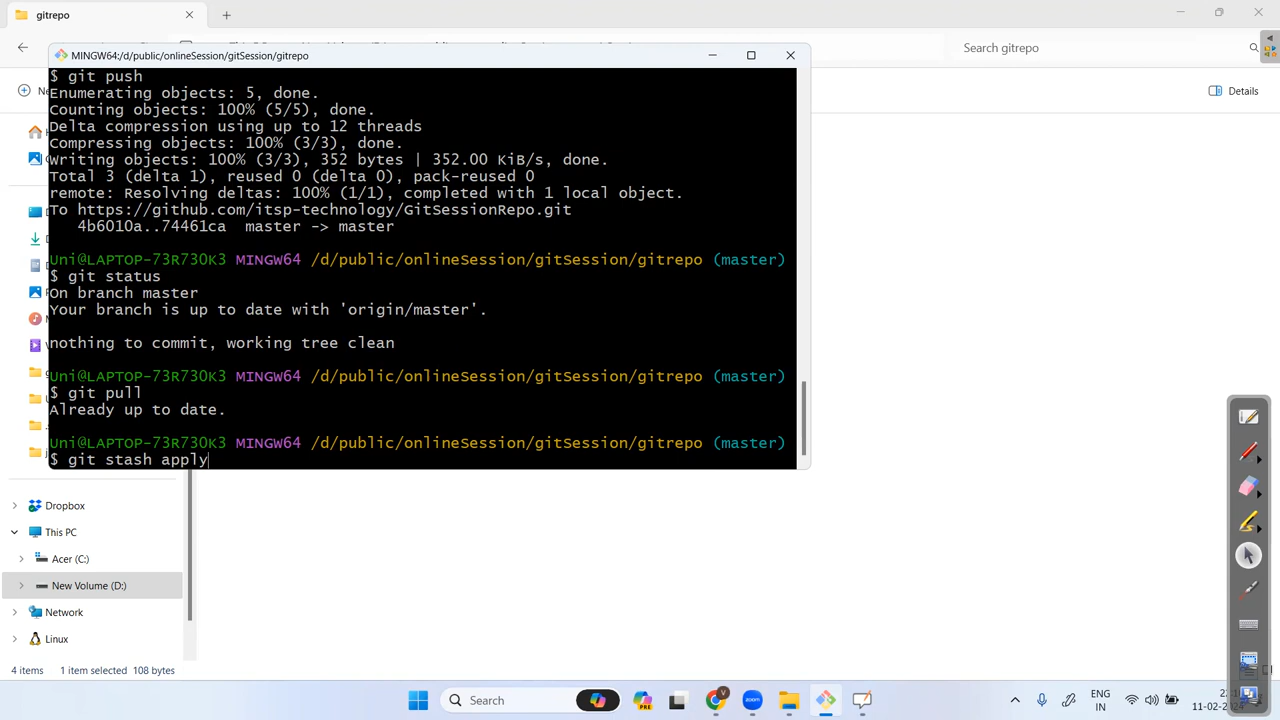 gitrepo
MINGW64:/d/public/onlineSession/gitSession/gitrepo
Search gitrepo
Details
$ git push
Enumerating objects: 5, done.
Counting objects: 100% (5/5), done.
Delta compression using up to 12 threads
Compressing objects: 100% (3/3), done.
Writing objects: 100% (3/3), 352 bytes | 352.00 KiB/s, done.
Total 3 (delta 1), reused 0 (delta 0), pack-reused 0
remote: Resolving deltas: 100% (1/1), completed with 1 local object.
To https://github.com/itsp-technology/GitSessionRepo.git
4b6010a..74461ca master -> master
Uni@LAPTOP-73R730K3 MINGW64 /d/public/onlineSession/gitSession/gitrepo (master)
$ git status
On branch master
Your branch is up to date with 'origin/master'.
nothing to commit, working tree clean
Uni@LAPTOP-73R730K3 MINGW64 /d/public/onlineSession/gitSession/gitrepo (master)
$ git pull
Already up to date.
Uni@LAPTOP-73R730K3 MINGW64 /d/public/onlineSession/gitSession/gitrepo (master)
$ git stash apply
Dropbox
This PC
Acer (C:)
New Volume (D:)
Network
Linux
4 items 1 item selected 108 bytes
Search
ENG
IN